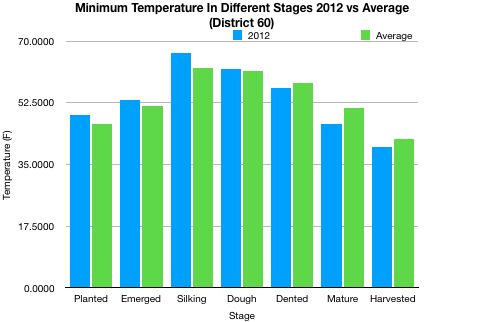 Minimum Temperature In Different Stages 2012 vs Average
(District 60)
2012 Average
70.0000
52.5000
35.0000
17.5000
0.0000
Temperature (F)
Planted Emerged Silking Dough Dented Mature Harvested
Stage